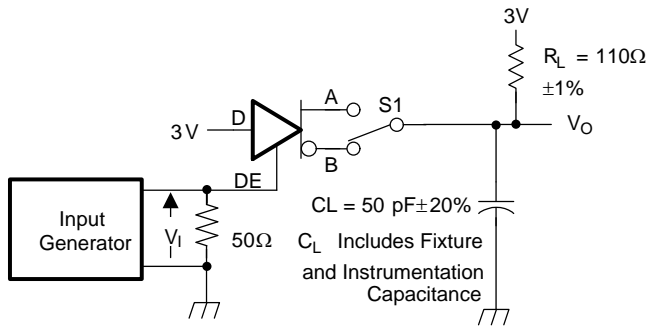 3V
R_L = 110Ω
±1%
A
S1
3V
D
V_O
B
DE
Input
Generator
V_I
50Ω
CL = 50 pF±20%
C_L Includes Fixture
and Instrumentation
Capacitance